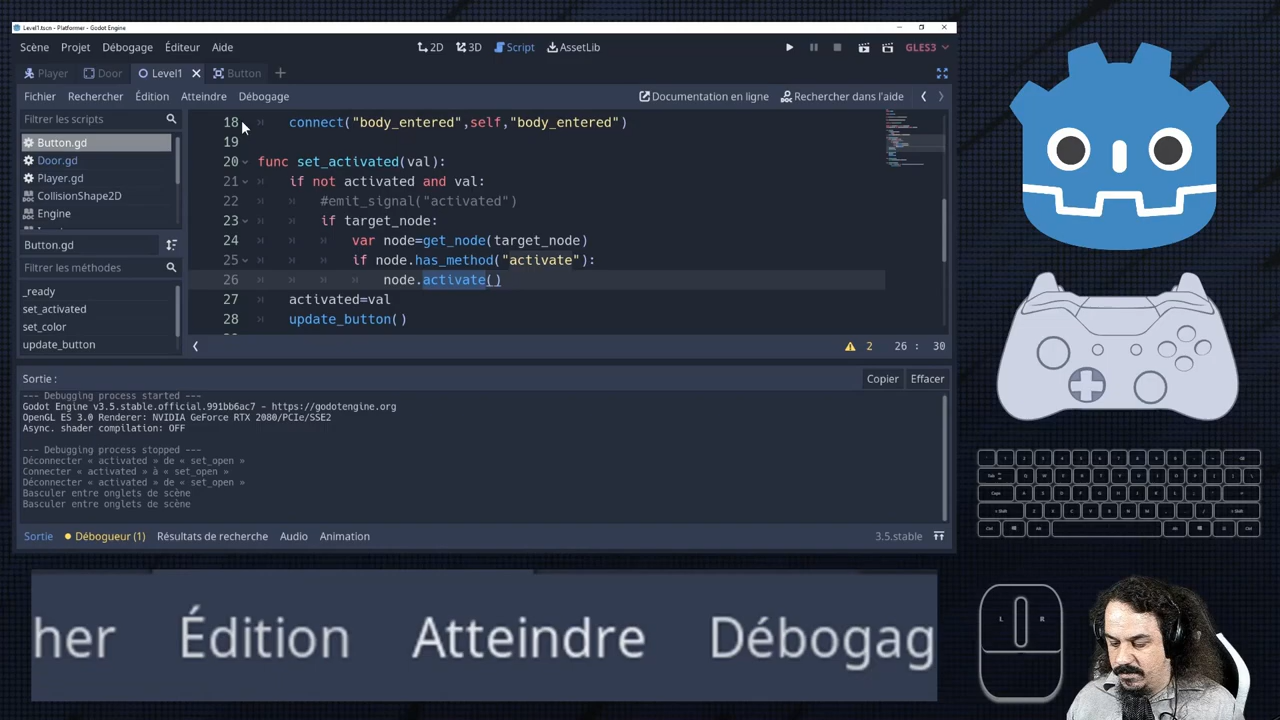 Level1.tscn - Platformer - Godot Engine
Scène Projet Débogage Éditeur Aide 2D 3D Script AssetLib GLES3
Player Door Level1 Button
Fichier Rechercher Édition Atteindre Débogage Documentation en ligne Rechercher dans l'aide
Filtrer les scripts
Button.gd
Door.gd
Player.gd
CollisionShape2D
Engine
Button.gd
Filtrer les méthodes
_ready
set_activated
set_color
update_button
18 connect("body_entered",self,"body_entered")
19
20 func set_activated(val):
21 if not activated and val:
22 #emit_signal("activated")
23 if target_node:
24 var node=get_node(target_node)
25 if node.has_method("activate"):
26 node.activate()
27 activated=val
28 update_button()
2 26 : 30
Sortie : Copier Effacer
--- Debugging process started ---
Godot Engine v3.5.stable.official.991bb6ac7 - https://godotengine.org
OpenGL ES 3.0 Renderer: NVIDIA GeForce RTX 2080/PCIe/SSE2
Async. shader compilation: OFF
--- Debugging process stopped ---
Déconnecter « activated » de « set_open »
Connecter « activated » à « set_open »
Déconnecter « activated » de « set_open »
Basculer entre onglets de scène
Basculer entre onglets de scène
Sortie Débogueur (1) Résultats de recherche Audio Animation 3.5.stable
her Édition Atteindre Débogag
L R